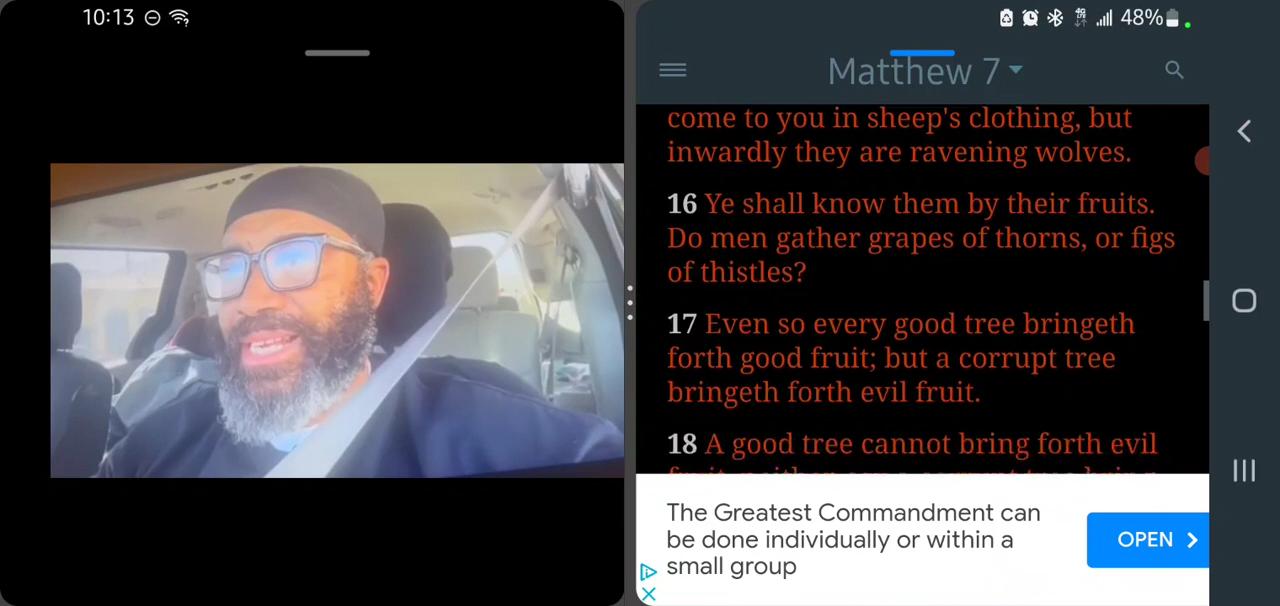 10:13
48%
Matthew 7
come to you in sheep's clothing, but
inwardly they are ravening wolves.
16 Ye shall know them by their fruits.
Do men gather grapes of thorns, or figs
of thistles?
17 Even so every good tree bringeth
forth good fruit; but a corrupt tree
bringeth forth evil fruit.
18 A good tree cannot bring forth evil
The Greatest Commandment can
be done individually or within a
small group
OPEN